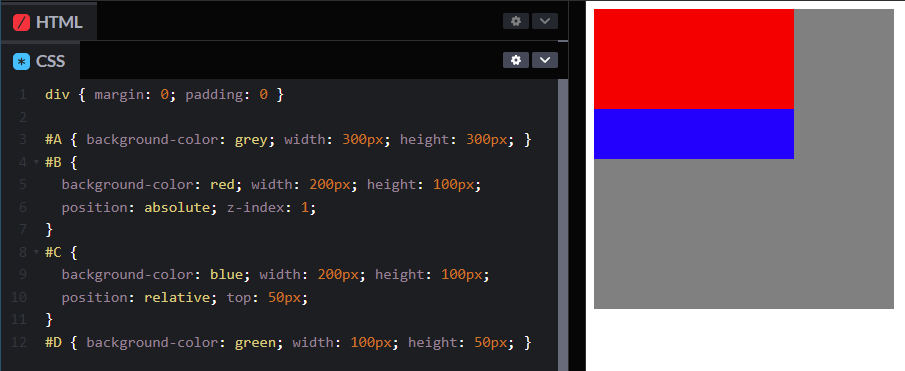 HTML
CSS
1 div { margin: 0; padding: 0 }
2
3 #A { background-color: grey; width: 300px; height: 300px; }
4 #B {
5   background-color: red; width: 200px; height: 100px;
6   position: absolute; z-index: 1;
7 }
8 #C {
9   background-color: blue; width: 200px; height: 100px;
10   position: relative; top: 50px;
11 }
12 #D { background-color: green; width: 100px; height: 50px; }